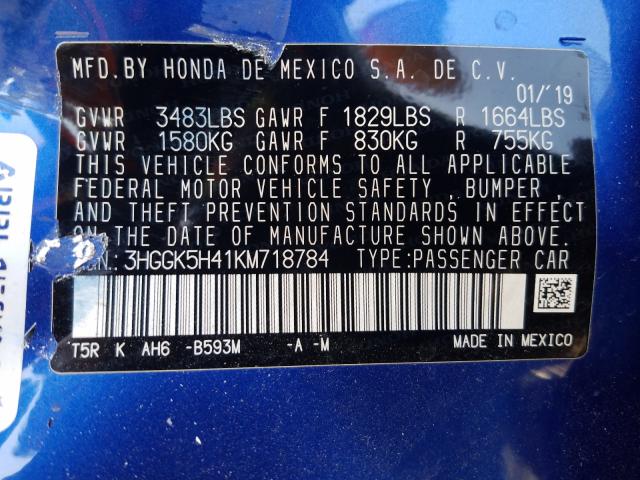 MFD.BY HONDA DE MEXICO S.A. DE C.V.
01/'19
GVWR 3483LBS GAWR F 1829LBS R 1664LBS
GVWR 1580KG GAWR F 830KG R 755KG
THIS VEHICLE CONFORMS TO ALL APPLICABLE
FEDERAL MOTOR VEHICLE SAFETY , BUMPER ,
AND THEFT PREVENTION STANDARDS IN EFFECT
ON THE DATE OF MANUFACTURE SHOWN ABOVE.
3HGGK5H41KM718784 TYPE:PASSENGER CAR
T5R K AH6 -B593M -A -M MADE IN MEXICO